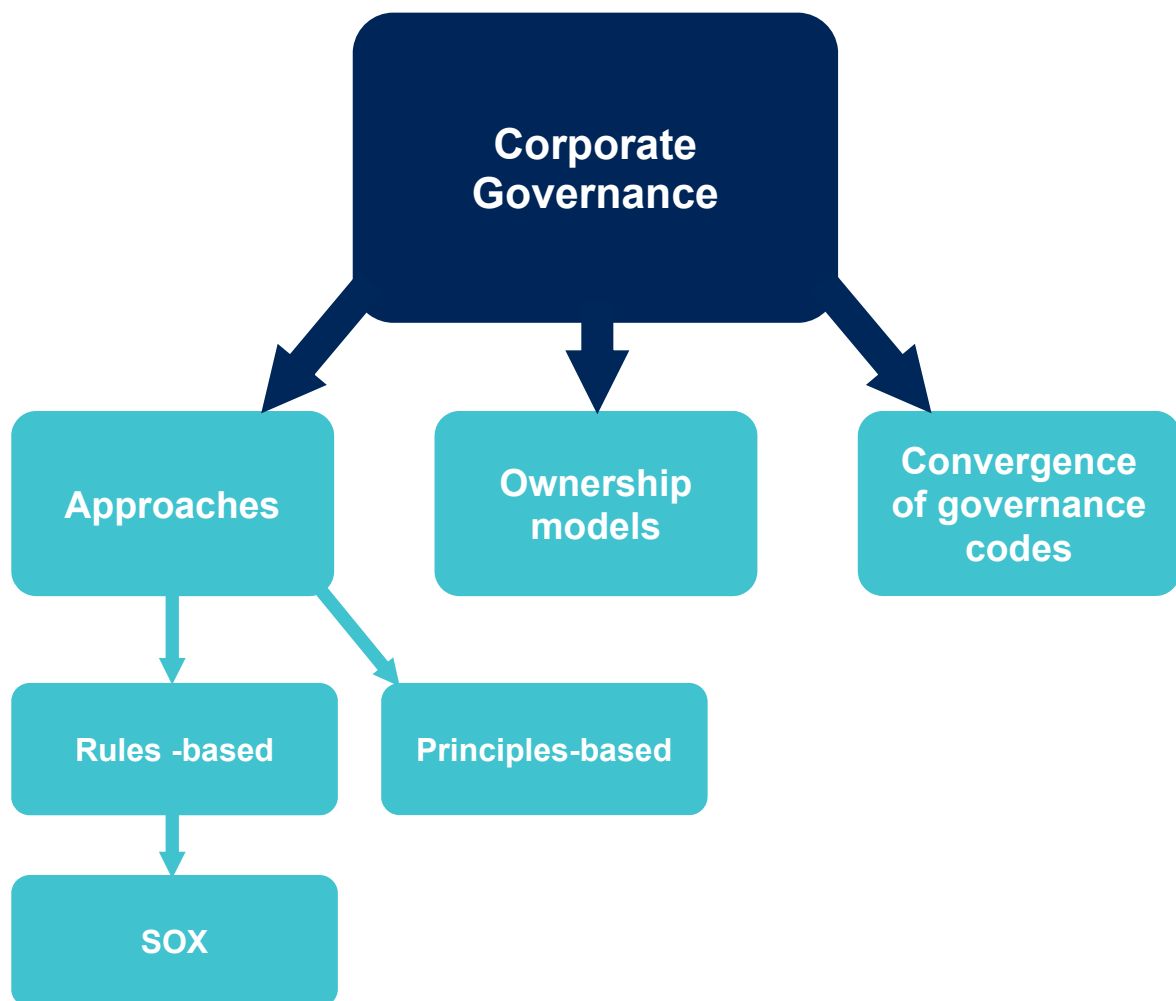 Corporate
Governance
Approaches
Ownership
models
Convergence
of governance
codes
Rules -based
Principles-based
SOX